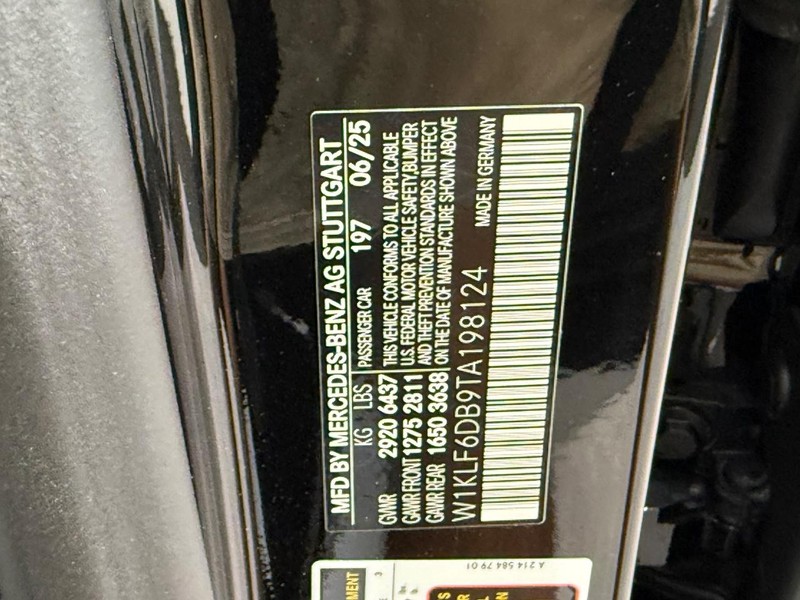 MFD BY MERCEDES-BENZ AG STUTTGART
KG LBS PASSENGER CAR 197 06/25
GVWR 2920 6437 THIS VEHICLE CONFORMS TO ALL APPLICABLE
GAWR FRONT 1275 2811 U.S. FEDERAL MOTOR VEHICLE SAFETY, BUMPER
GAWR REAR 1650 3638 AND THEFT PREVENTION STANDARDS IN EFFECT
ON THE DATE OF MANUFACTURE SHOWN ABOVE
W1KLF6DB9TA198124 MADE IN GERMANY
A 214 584 79 01